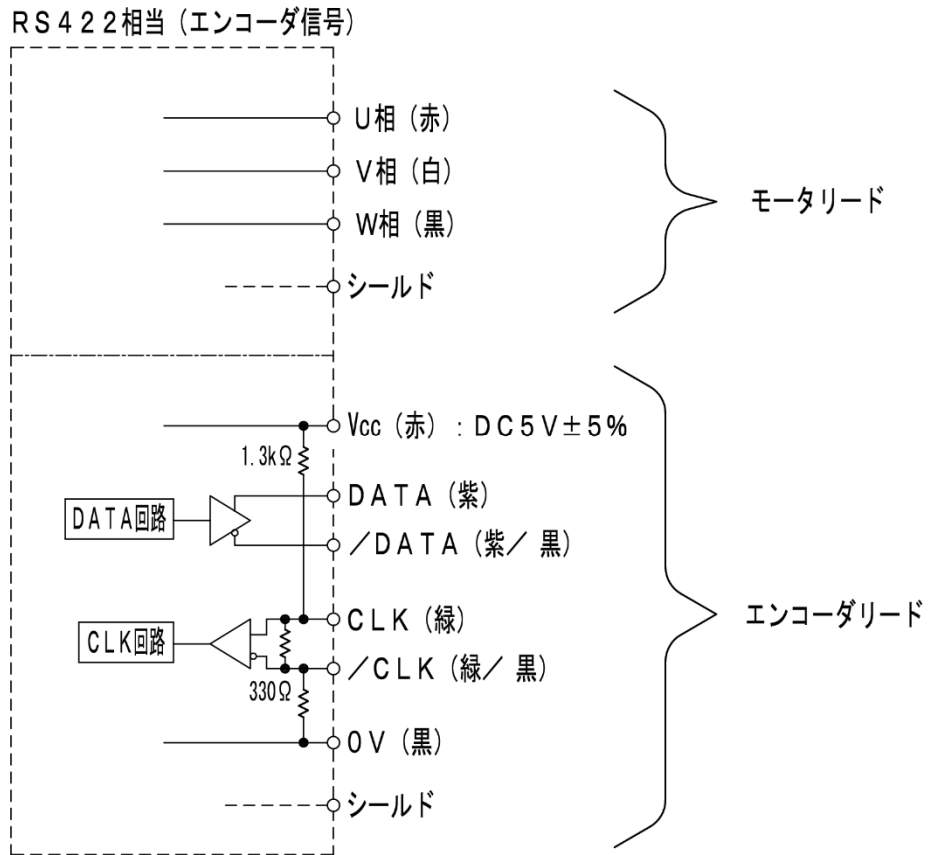 RS422相当（エンコーダ信号）
U相（赤）
V相（白）
W相（黒）
シールド
モータリード
Vcc（赤）：DC5V±5%
1.3kΩ
DATA（紫）
DATA回路
／DATA（紫／黒）
CLK（緑）
CLK回路
／CLK（緑／黒）
330Ω
0V（黒）
シールド
エンコーダリード